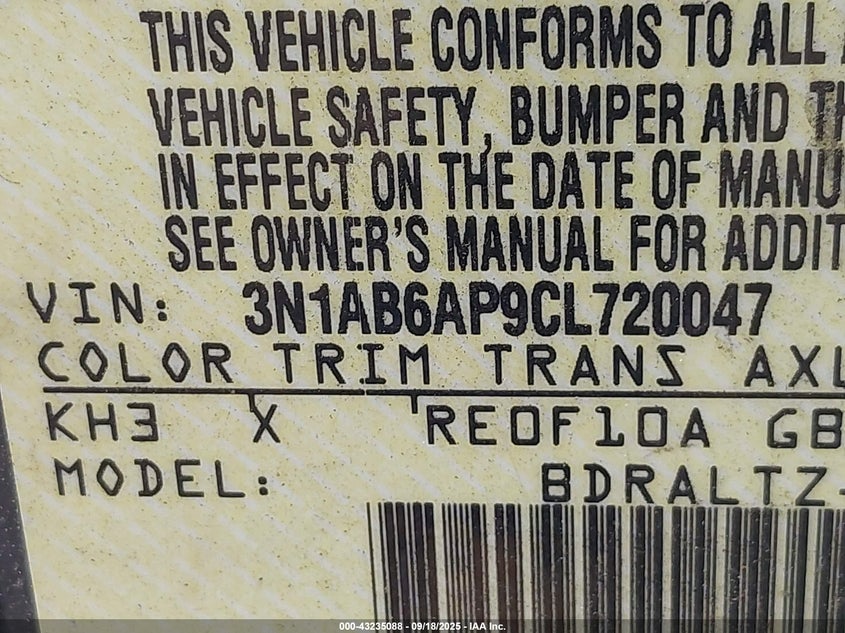 THIS VEHICLE CONFORMS TO ALL
VEHICLE SAFETY, BUMPER AND TH
IN EFFECT ON THE DATE OF MANU
SEE OWNER'S MANUAL FOR ADDIT
VIN: 3N1AB6AP9CL720047
COLOR TRIM TRANS AXL
KH3 X RE0F10A GB
MODEL: BDRALTZ-
000-43235088 - 09/18/2025 - IAA Inc.